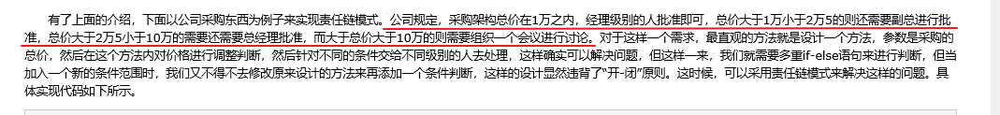 有了上面的介绍，下面以公司采购东西为例子来实现责任链模式。公司规定，采购架构总价在1万之内，经理级别的人批准即可，总价大于1万小于2万5的则还需要副总进行批
准，总价大于2万5小于10万的需要还需要总经理批准，而大于总价大于10万的则需要组织一个会议进行讨论。对于这样一个需求，最直观的方法就是设计一个方法，参数是采购的
总价，然后在这个方法内对价格进行调整判断，然后针对不同的条件交给不同级别的人去处理，这样确实可以解决问题，但这样一来，我们就需要多重if-else语句来进行判断，但当
加入一个新的条件范围时，我们又不得不去修改原来设计的方法来再添加一个条件判断，这样的设计显然违背了“开-闭”原则。这时候，可以采用责任链模式来解决这样的问题。具
体实现代码如下所示。